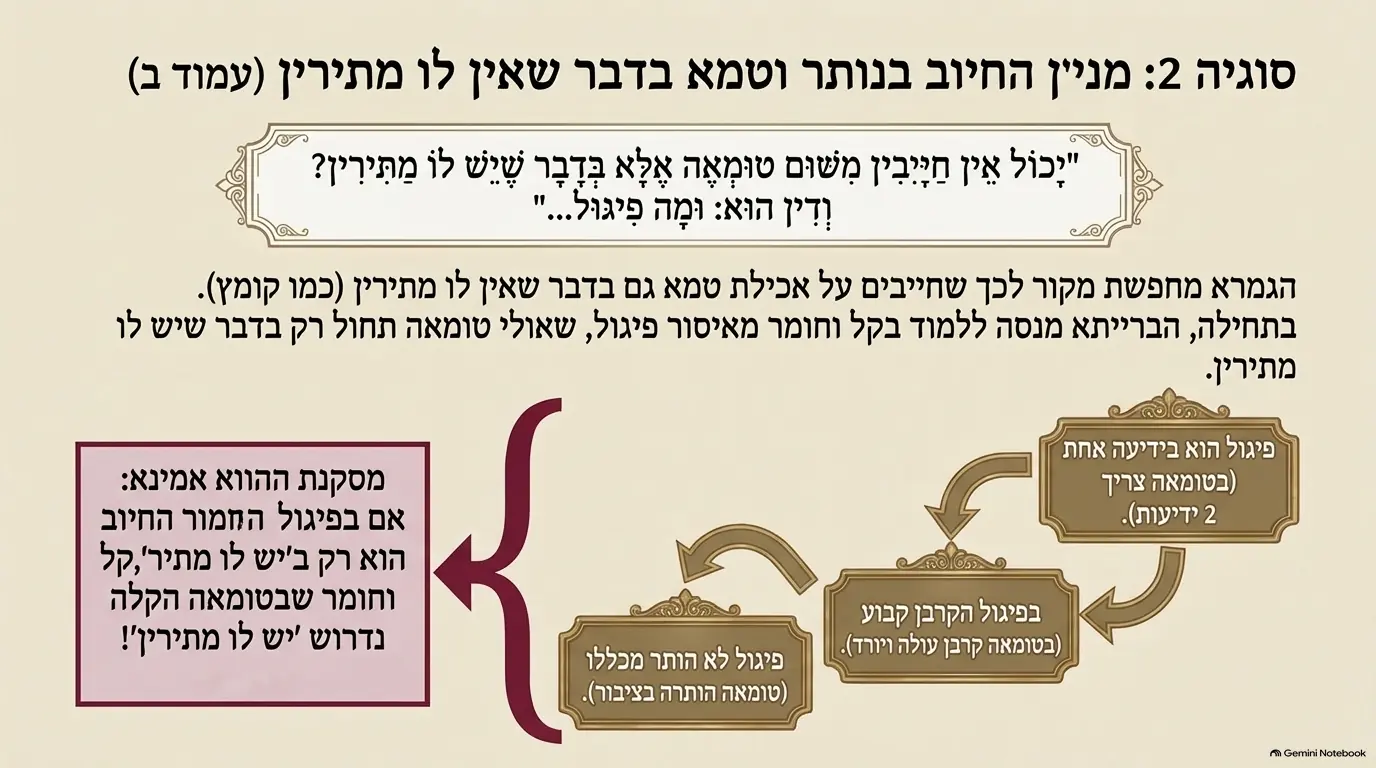 סוגיה 2: מניין החיוב בנותר וטמא בדבר שאין לו מתירין (עמוד ב)
"יָכוֹל אֵין חַיָּיבִין מִשּׁוּם טוּמְאָה אֶלָּא בְּדָבָר שֶׁיֵּשׁ לוֹ מַתִּירִין?
וְדִין הוּא: וּמָה פִיגּוּל..."
הגמרא מחפשת מקור לכך שחייבים על אכילת טמא גם בדבר שאין לו מתירין (כמו קומץ).
בתחילה, הברייתא מנסה ללמוד בקל וחומר מאיסור פיגול, שאולי טומאה תחול רק בדבר שיש לו
מתירין.
פיגול הוא בידיעה אחת
(בטומאה צריך
2 ידיעות).
בפיגול הקרבן קבוע
(בטומאה קרבן עולה ויורד).
פיגול לא הותר מכללו
(טומאה הותרה בציבור).
מסקנת ההווא אמינא:
אם בפיגול החמור החיוב
הוא רק ב'יש לו מתיר', קל
וחומר שבטומאה הקלה
נדרוש 'יש לו מתירין'!
Gemini Notebook